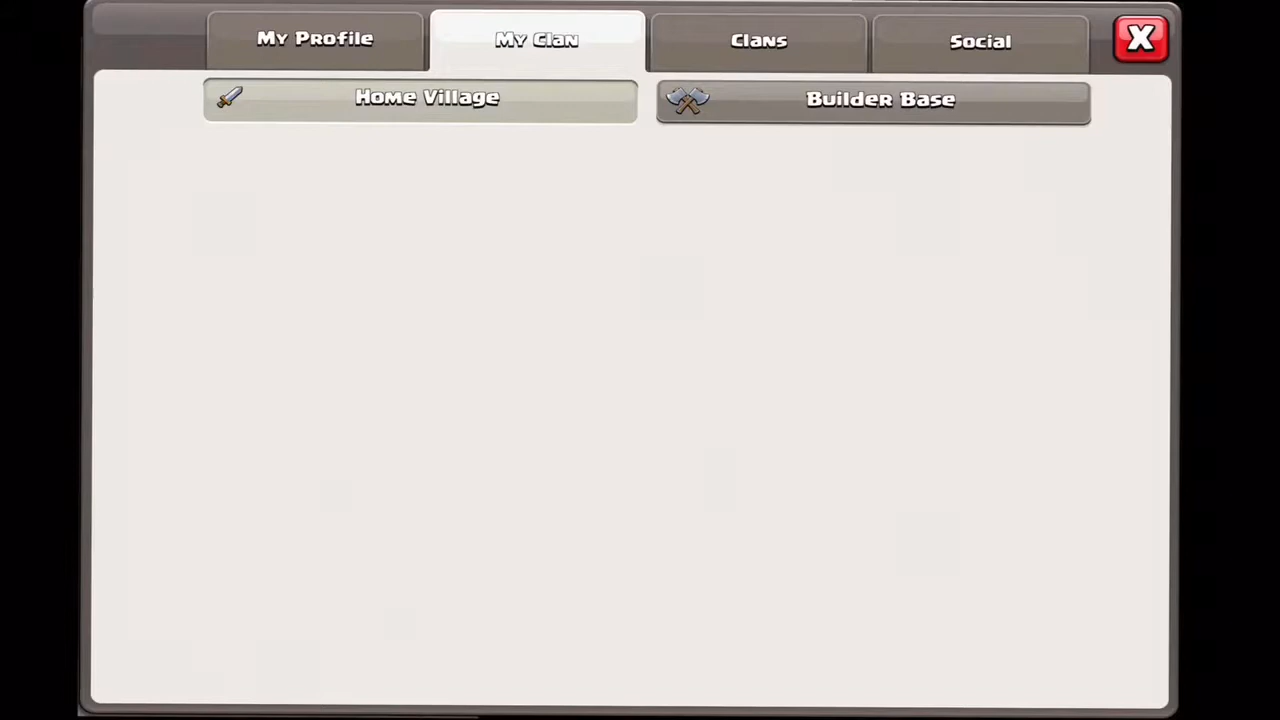 My Profile
My Clan
Clans
Social
X
Home Village
Builder Base